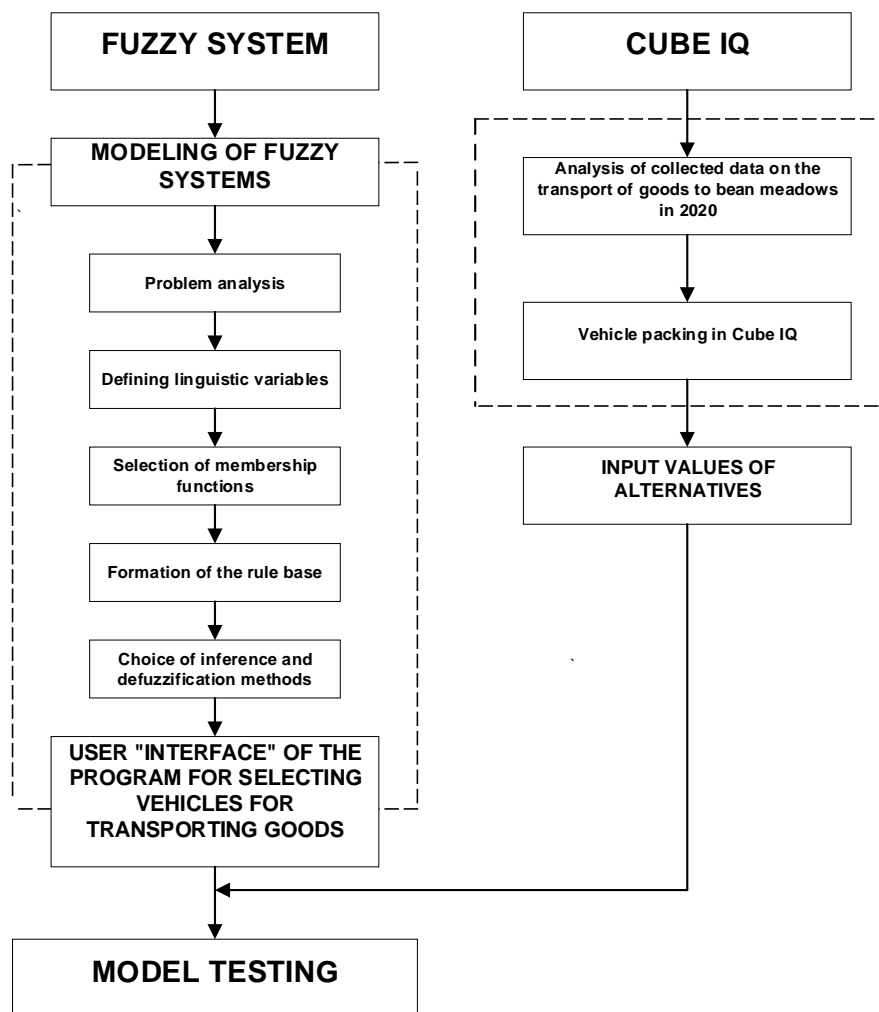 FUZZY SYSTEM
MODELING OF FUZZY
SYSTEMS
Problem analysis
Defining linguistic variables
Selection of membership
functions
Formation of the rule base
Choice of inference and
defuzzification methods
USER "INTERFACE" OF THE
PROGRAM FOR SELECTING
VEHICLES FOR
TRANSPORTING GOODS
CUBE IQ
Analysis of collected data on the
transport of goods to bean meadows
in 2020
Vehicle packing in Cube IQ
INPUT VALUES OF
ALTERNATIVES
MODEL TESTING